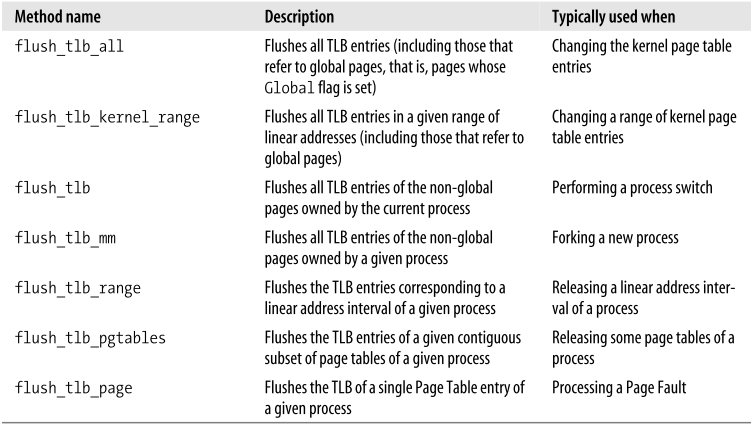 Method name Description Typically used when
flush_tlb_all Flushes all TLB entries (including those that Changing the kernel page table
refer to global pages, that is, pages whose entries
Global flag is set)
flush_tlb_kernel_range Flushes all TLB entries in a given range of Changing a range of kernel page
linear addresses (including those that refer to table entries
global pages)
flush_tlb Flushes all TLB entries of the non-global Performing a process switch
pages owned by the current process
flush_tlb_mm Flushes all TLB entries of the non-global Forking a new process
pages owned by a given process
flush_tlb_range Flushes the TLB entries corresponding to a Releasing a linear address inter-
linear address interval of a given process val of a process
flush_tlb_pgtables Flushes the TLB entries of a given contiguous Releasing some page tables of a
subset of page tables of a given process process
flush_tlb_page Flushes the TLB of a single Page Table entry of Processing a Page Fault
a given process